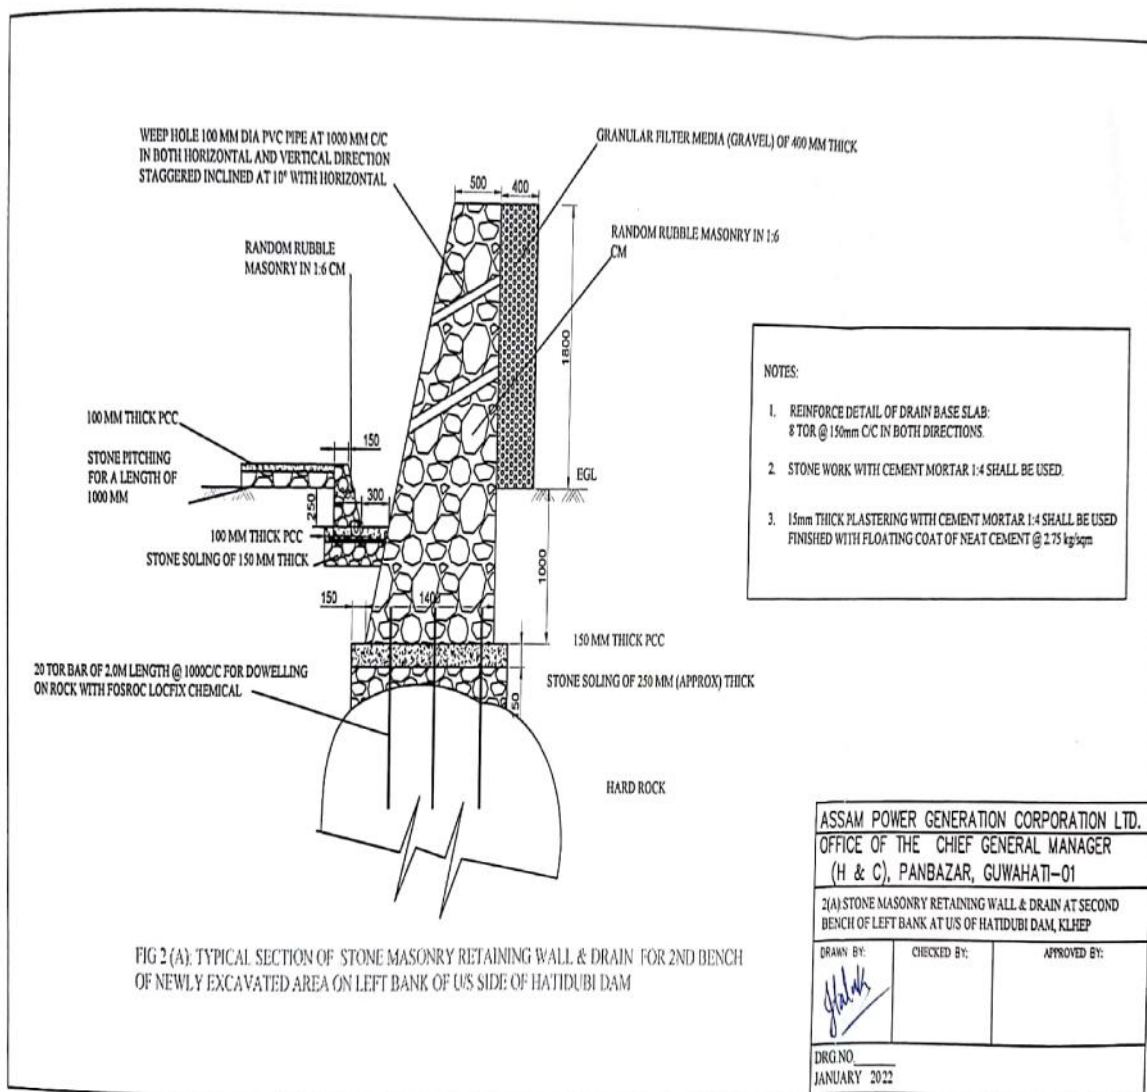 WEEP HOLE 100 MM DIA PVC PIPE AT 1000 MM C/C
IN BOTH HORIZONTAL AND VERTICAL DIRECTION
STAGGERED INCLINED AT 10° WITH HORIZONTAL
GRANULAR FILTER MEDIA (GRAVEL) OF 400 MM THICK
500
400
RANDOM RUBBLE MASONRY IN 1:6
CM
RANDOM RUBBLE
MASONRY IN 1:6 CM
1800
100 MM THICK PCC
150
STONE PITCHING
FOR A LENGTH OF
1000 MM
EGL
300
250
100 MM THICK PCC
STONE SOLING OF 150 MM THICK
1000
150
1400
150 MM THICK PCC
20 TOR BAR OF 2.0M LENGTH @ 1000C/C FOR DOWELLING
ON ROCK WITH FOSROC LOCFIX CHEMICAL
STONE SOLING OF 250 MM (APPROX) THICK
150
HARD ROCK
NOTES:
1. REINFORCE DETAIL OF DRAIN BASE SLAB:
8 TOR @ 150mm C/C IN BOTH DIRECTIONS.
2. STONE WORK WITH CEMENT MORTAR 1:4 SHALL BE USED.
3. 15mm THICK PLASTERING WITH CEMENT MORTAR 1:4 SHALL BE USED
FINISHED WITH FLOATING COAT OF NEAT CEMENT @ 2.75 kg/sqm
FIG 2 (A): TYPICAL SECTION OF STONE MASONRY RETAINING WALL & DRAIN FOR 2ND BENCH
OF NEWLY EXCAVATED AREA ON LEFT BANK OF U/S SIDE OF HATIDUBI DAM
ASSAM POWER GENERATION CORPORATION LTD.
OFFICE OF THE CHIEF GENERAL MANAGER
(H & C), PANBAZAR, GUWAHATI-01
2(A) STONE MASONRY RETAINING WALL & DRAIN AT SECOND
BENCH OF LEFT BANK AT U/S OF HATIDUBI DAM, KLHEP
DRAWN BY:
CHECKED BY:
APPROVED BY:
DRG.NO.
JANUARY 2022